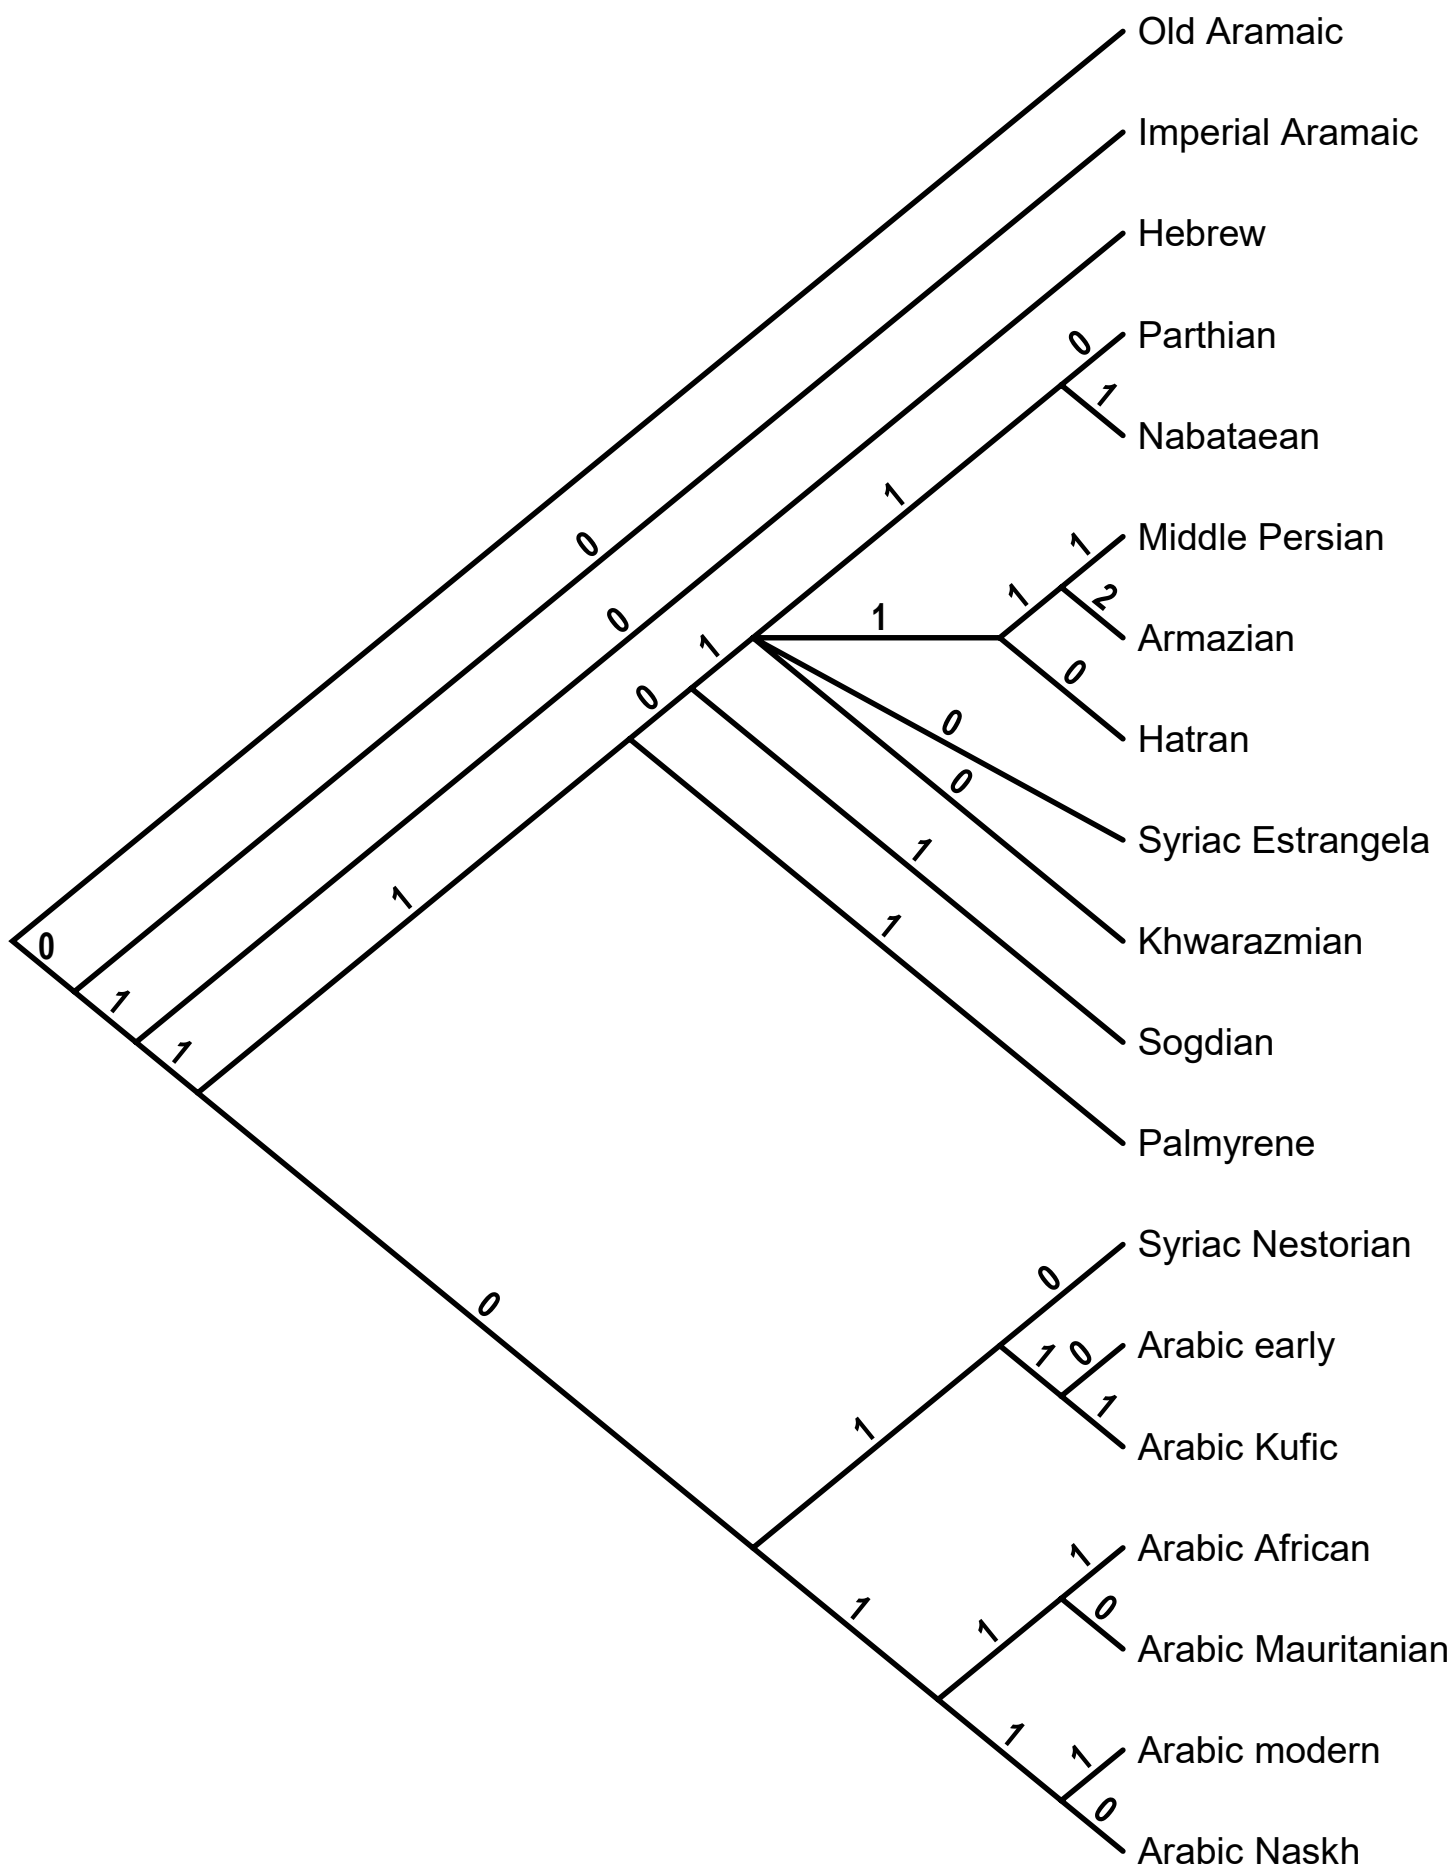 Old Aramaic
Imperial Aramaic
Hebrew
0 Parthian
1 Nabataean
1
1 Middle Persian
0
1 2
1 Armazian
0
1
0 0
Hatran
0
0
Syriac Estrangela
1
1
1
Khwarazmian
0
1
1
Sogdian
Palmyrene
Syriac Nestorian
0
0
1 0 Arabic early
1
1
Arabic Kufic
1 Arabic African
1 0
1
Arabic Mauritanian
1 1 Arabic modern
0
Arabic Naskh